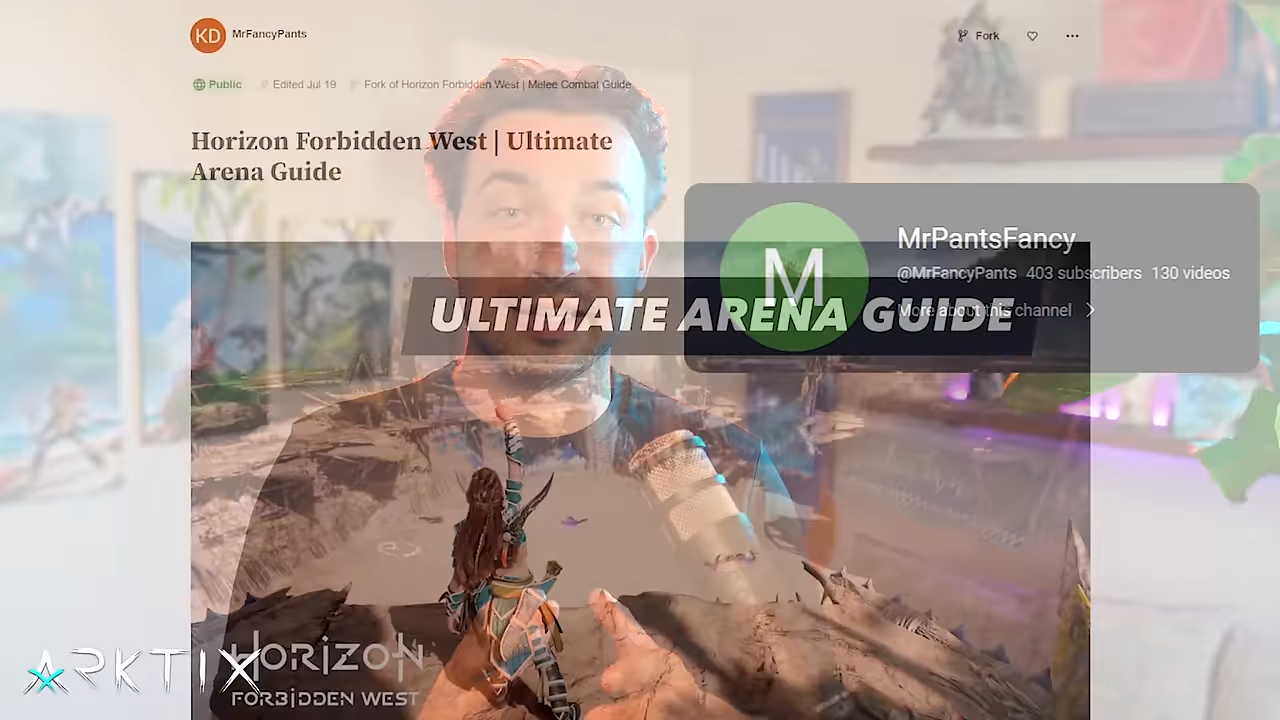 KD MrFancyPants
Fork
Public Edited Jul 19 Fork of Horizon Forbidden West | Melee Combat Guide
Horizon Forbidden West | Ultimate
Arena Guide
M
MrPantsFancy
@MrFancyPants 403 subscribers 130 videos
More about this channel
ULTIMATE ARENA GUIDE
ARKTIX
HORIZON
FORBIDDEN WEST